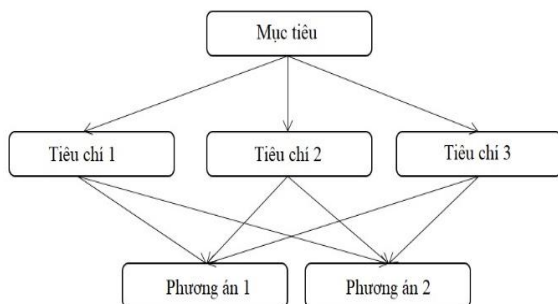 Mục tiêu
Tiêu chí 1
Tiêu chí 2
Tiêu chí 3
Phương án 1
Phương án 2